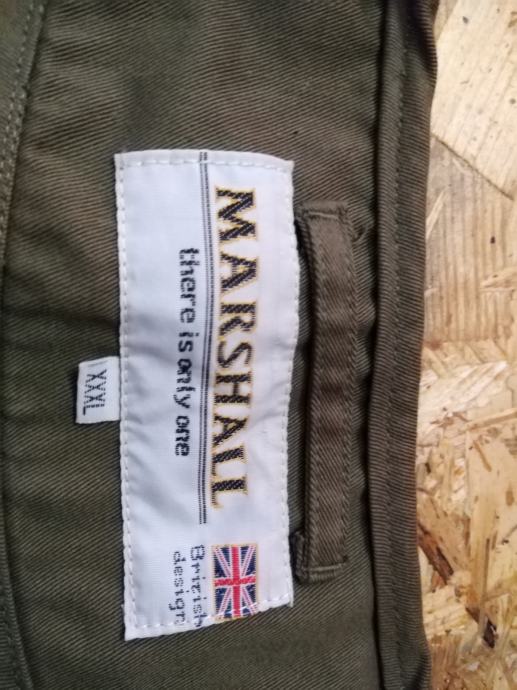 MARSHALL
there is only one
British
design
XXXL